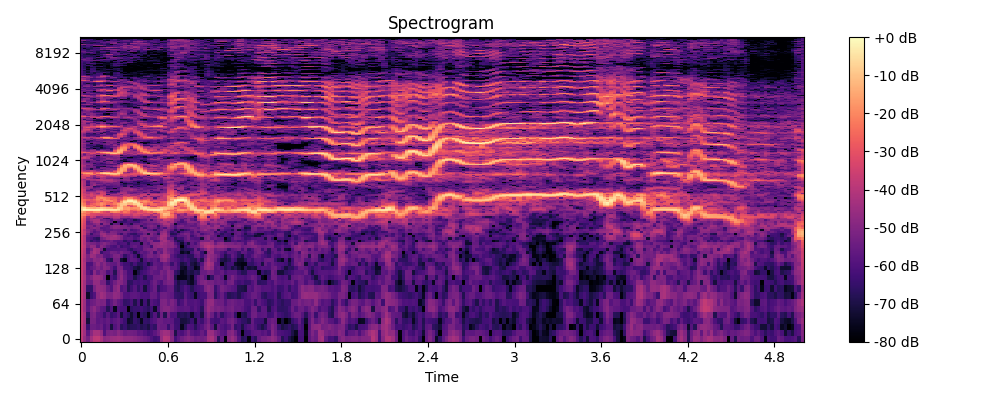 Spectrogram
8192
4096
2048
1024
512
256
128
64
0
Frequency
0
0.6
1.2
1.8
2.4
3
3.6
4.2
4.8
Time
+0 dB
-10 dB
-20 dB
-30 dB
-40 dB
-50 dB
-60 dB
-70 dB
-80 dB